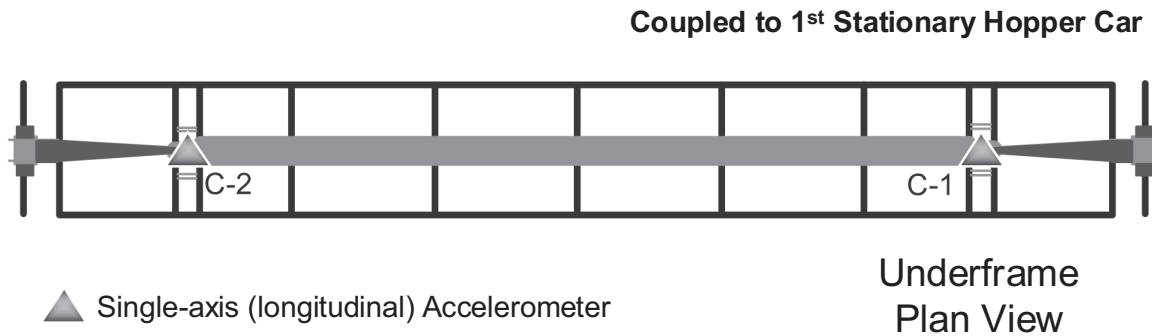 Coupled to 1st Stationary Hopper Car
C-2
C-1
Single-axis (longitudinal) Accelerometer
Underframe
Plan View